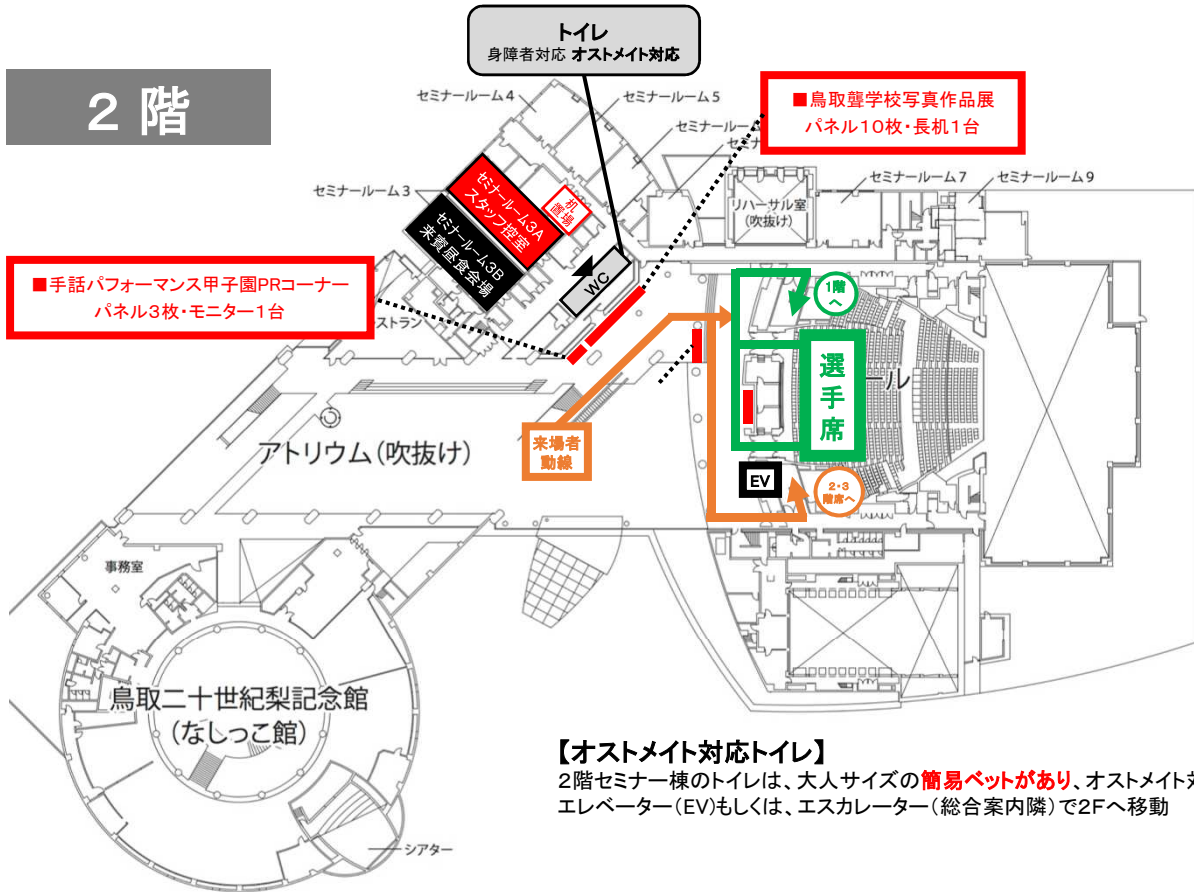 トイレ
身障者対応 オストメイト対応
2 階
■鳥取聾学校写真作品展
パネル10枚・長机1台
セミナールーム4
セミナールーム5
セミナールーム
セミナ
セミナールーム7
セミナールーム9
セミナールーム3
セミナールーム3A
スタッフ控室
机
置場
セミナールーム3B
来賓昼食会場
リハーサル室
(吹抜け)
WC
■手話パフォーマンス甲子園PRコーナー
パネル3枚・モニター1台
ストラン
1階
へ
選
手
席
ール
来場者
動線
アトリウム(吹抜け)
EV
2・3
階席へ
事務室
鳥取二十世紀梨記念館
(なしっこ館)
シアター
【オストメイト対応トイレ】
2階セミナー棟のトイレは、大人サイズの簡易ベットがあり、オストメイト対
エレベーター(EV)もしくは、エスカレーター(総合案内隣)で2Fへ移動